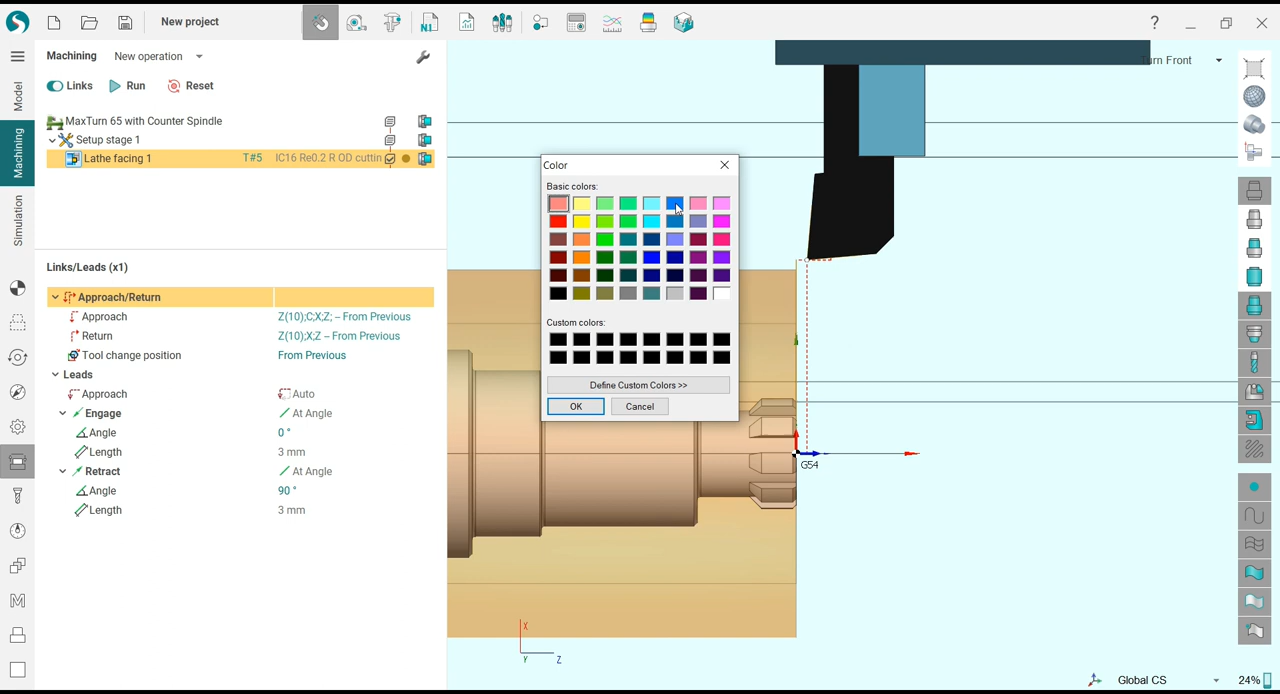 New project
?
Machining
New operation
Links
Run
Reset
Model
Machining
Simulation
MaxTurn 65 with Counter Spindle
Setup stage 1
Lathe facing 1
T#5
IC16 Re0.2 R OD cuttin
Links/Leads (x1)
Approach/Return
Approach
Z(10);C;X;Z; – From Previous
Return
Z(10);X;Z – From Previous
Tool change position
From Previous
Leads
Approach
Auto
Engage
At Angle
Angle
0 °
Length
3 mm
Retract
At Angle
Angle
90 °
Length
3 mm
Color
Basic colors:
Custom colors:
Define Custom Colors >>
OK
Cancel
urn Front
G54
X
Y
Z
Global CS
24%